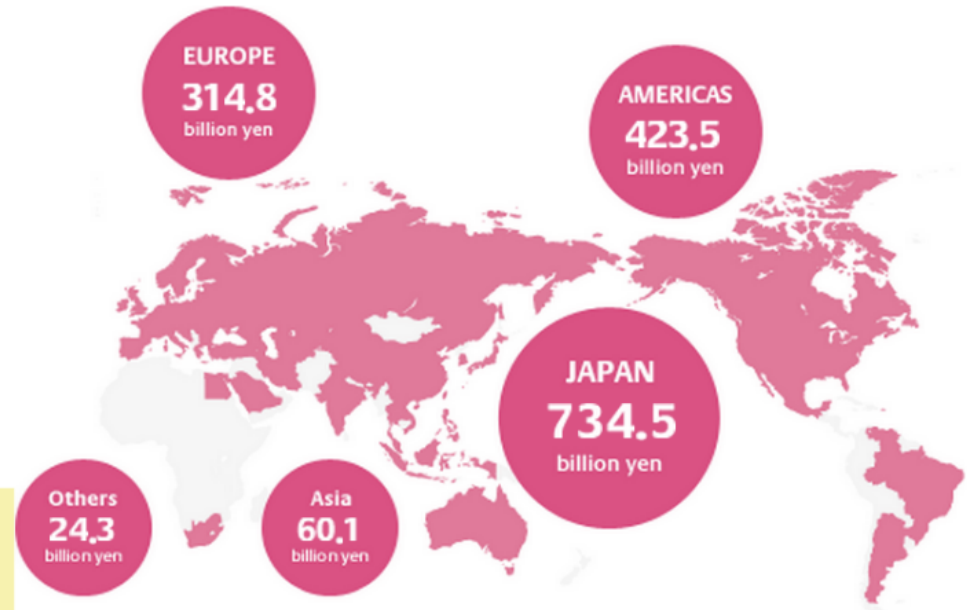 EUROPE
314.8
billion yen
AMERICAS
423.5
billion yen
JAPAN
734.5
billion yen
Others
24.3
billion yen
Asia
60.1
billion yen